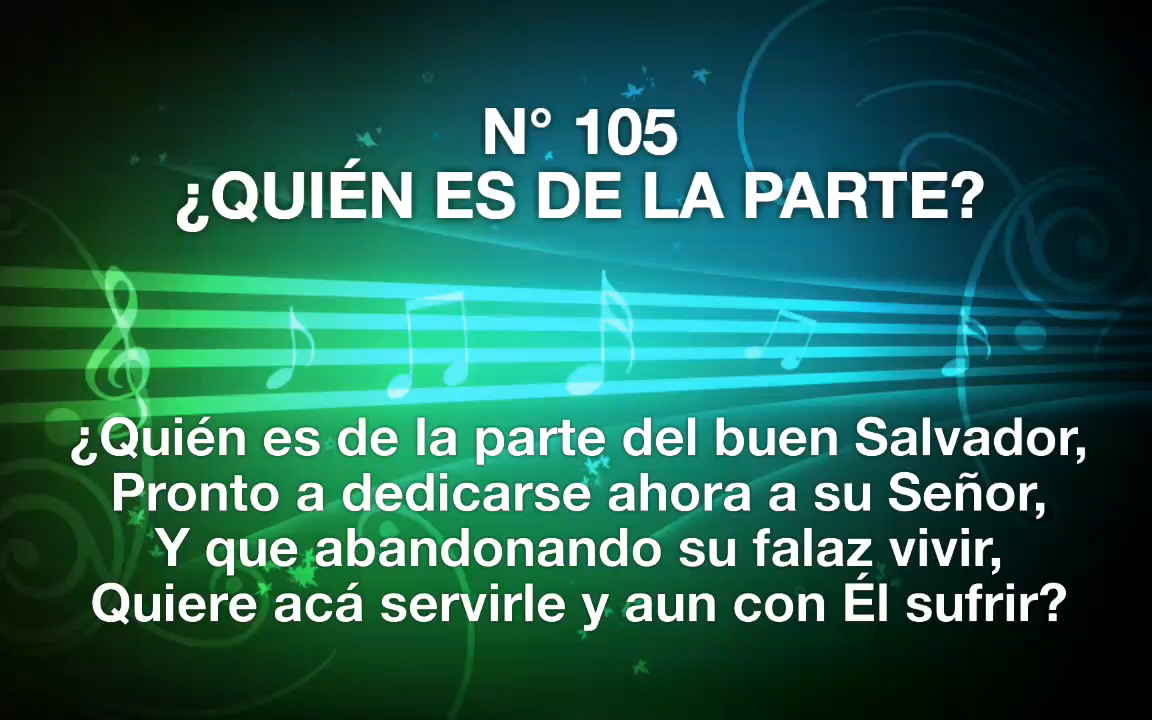 N° 105
¿QUIÉN ES DE LA PARTE?
¿Quién es de la parte del buen Salvador,
Pronto a dedicarse ahora a su Señor,
Y que abandonando su falaz vivir,
Quiere acá servirle y aun con Él sufrir?